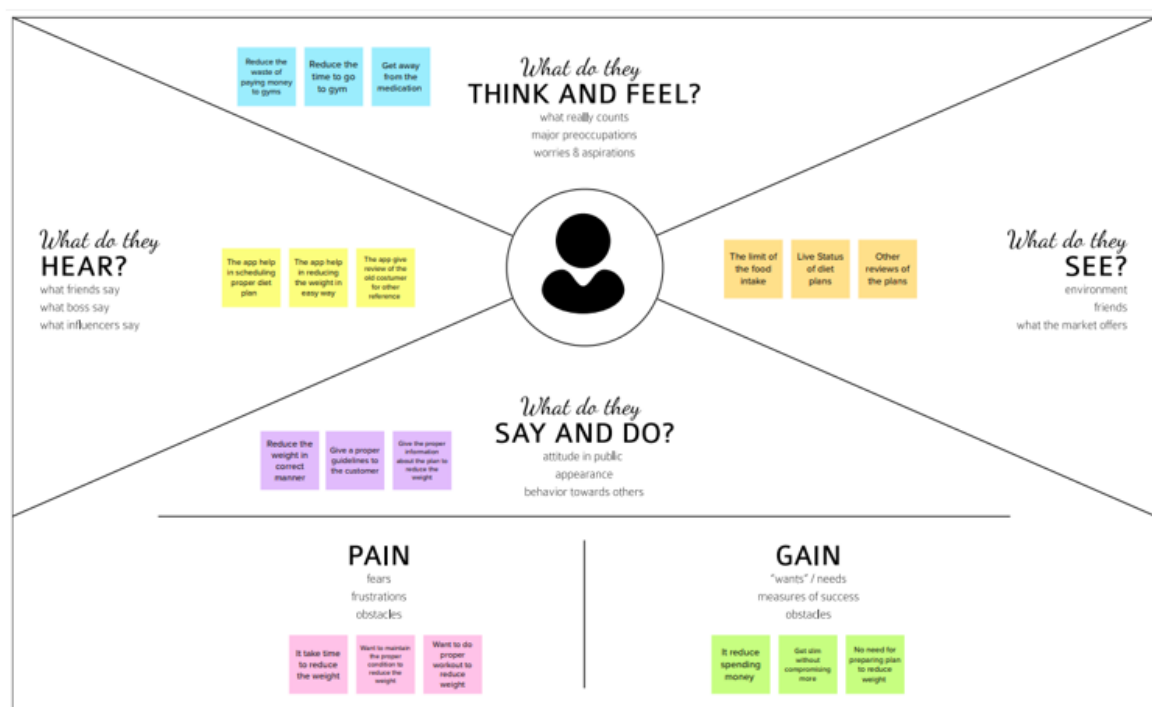 Reduce the
waste of
paying money
to gyms
Reduce the
time to go
to gym
Get away
from the
medication
What do they
THINK AND FEEL?
what really counts
major preoccupations
worries & aspirations
What do they
HEAR?
what friends say
what boss say
what influencers say
The app help
in scheduling
proper diet
plan
The app help
in reducing
the weight in
easy way
The app give
review of the
old costumer
for other
reference
The limit of
the food
intake
Live Status
of diet
plans
Other
reviews of
the plans
What do they
SEE?
environment
friends
what the market offers
What do they
SAY AND DO?
attitude in public
appearance
behavior towards others
Reduce the
weight in
correct
manner
Give a proper
guidelines to
the customer
Give the proper
information
about the plan to
reduce the
weight
PAIN
fears
frustrations
obstacles
It take time
to reduce
the weight
Want to maintain
the proper
condition to
reduce the
weight
Want to do
proper
workout to
reduce
weight
GAIN
"wants" / needs
measures of success
obstacles
It reduce
spending
money
Get slim
without
compromising
more
No need for
preparing plan
to reduce
weight